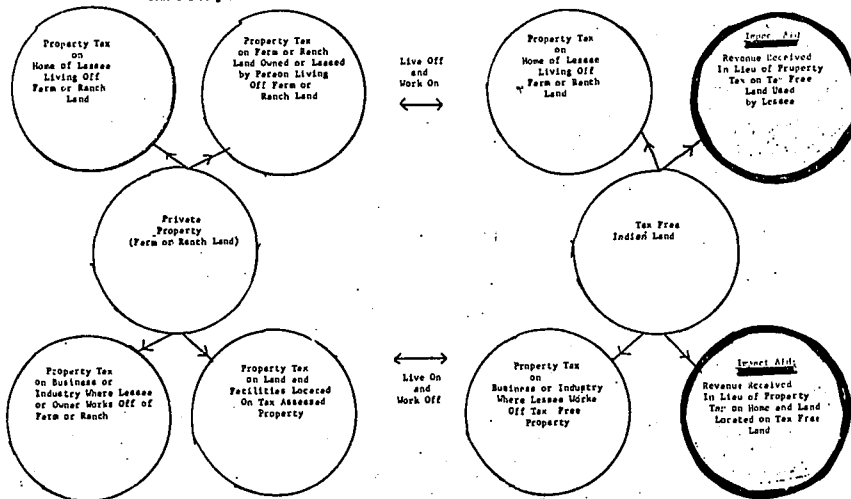 Property Tax
on
Home of Lessee
Living Off
Farm or Ranch
Land
Property Tax
on Farm or Ranch
Land Owned or Leased
by Person Living
Off Farm or
Ranch Land
Live Off
and
Work On
Property Tax
on
Home of Lessee
Living Off
Farm or Ranch
Land
Impact Aid
Revenue Received
In Lieu of Property
Tax on Tax Free
Land Used
by Lessee
Private
Property
(Farm or Ranch Land)
Tax Free
Indian Land
Property Tax
on Business or
Industry Where Lessee
or Owner Works Off of
Farm or Ranch
Property Tax
on Land and
Facilities Located
On Tax Assessed
Property
Live On
and
Work Off
Property Tax
on
Business or Industry
Where Lessee Works
Off Tax Free
Property
Impact Aid:
Revenue Received
In Lieu of Property
Tax on Home and Land
Located on Tax Free
Land